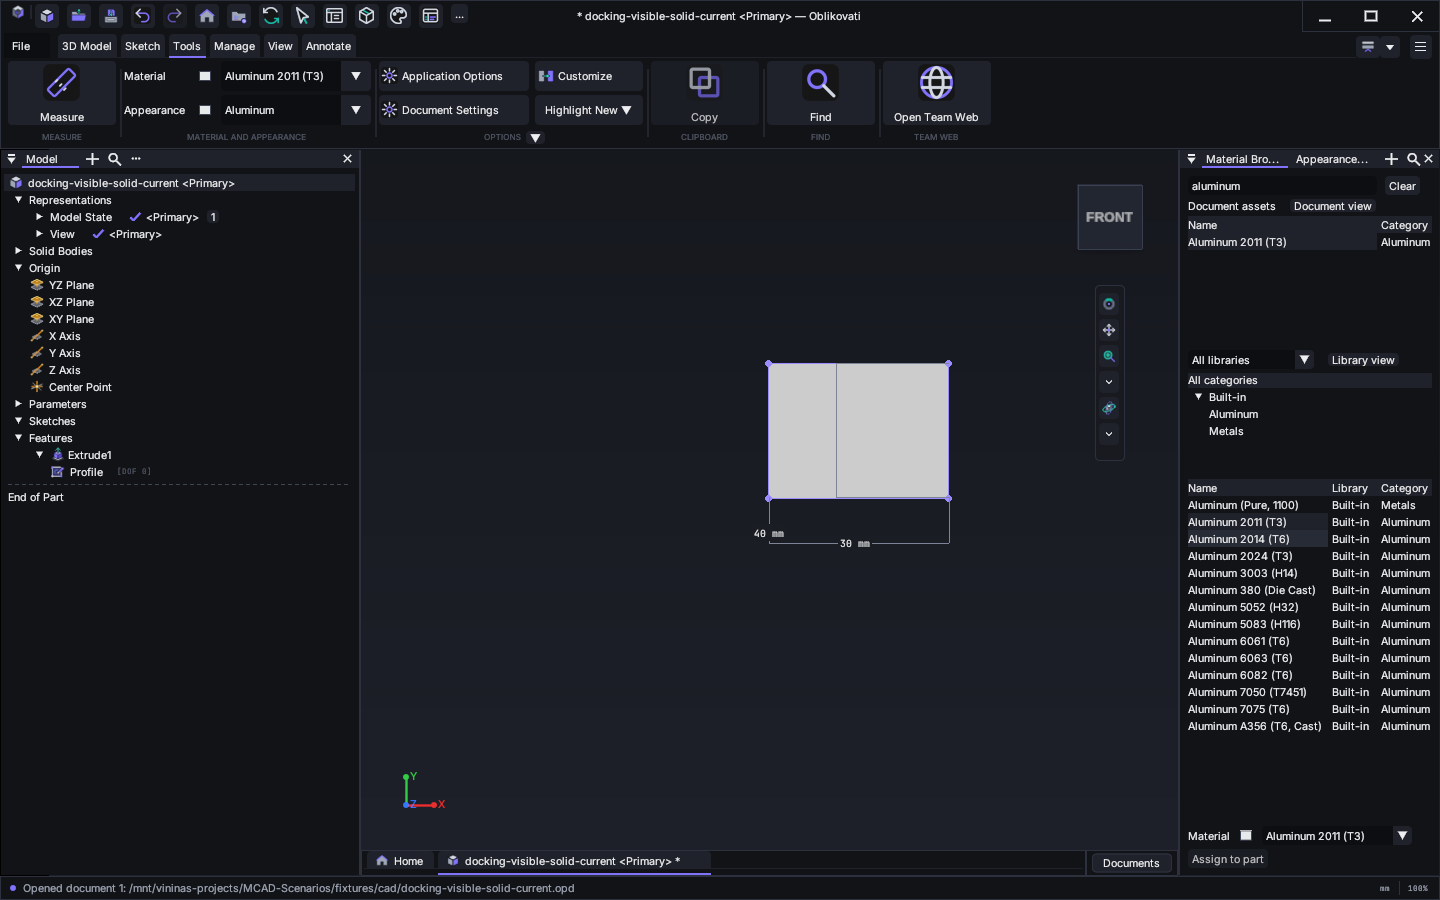 * docking-visible-solid-current <Primary> — Oblikovati
File
3D Model
Sketch
Tools
Manage
View
Annotate
Measure
MEASURE
Material
Aluminum 2011 (T3)
Appearance
Aluminum
MATERIAL AND APPEARANCE
Application Options
Customize
Document Settings
Highlight New ▼
OPTIONS
Copy
CLIPBOARD
Find
FIND
Open Team Web
TEAM WEB
Model
docking-visible-solid-current <Primary>
Representations
Model State <Primary> 1
View <Primary>
Solid Bodies
Origin
YZ Plane
XZ Plane
XY Plane
X Axis
Y Axis
Z Axis
Center Point
Parameters
Sketches
Features
Extrude1
Profile [DOF 0]
End of Part
FRONT
40 mm
30 mm
Y
Z
X
Material Bro...
Appearance...
aluminum
Clear
Document assets
Document view
Name Category
Aluminum 2011 (T3) Aluminum
All libraries
Library view
All categories
Built-in
Aluminum
Metals
Name Library Category
Aluminum (Pure, 1100) Built-in Metals
Aluminum 2011 (T3) Built-in Aluminum
Aluminum 2014 (T6) Built-in Aluminum
Aluminum 2024 (T3) Built-in Aluminum
Aluminum 3003 (H14) Built-in Aluminum
Aluminum 380 (Die Cast) Built-in Aluminum
Aluminum 5052 (H32) Built-in Aluminum
Aluminum 5083 (H116) Built-in Aluminum
Aluminum 6061 (T6) Built-in Aluminum
Aluminum 6063 (T6) Built-in Aluminum
Aluminum 6082 (T6) Built-in Aluminum
Aluminum 7050 (T7451) Built-in Aluminum
Aluminum 7075 (T6) Built-in Aluminum
Aluminum A356 (T6, Cast) Built-in Aluminum
Material Aluminum 2011 (T3)
Assign to part
Home
docking-visible-solid-current <Primary> *
Documents
Opened document 1: /mnt/vininas-projects/MCAD-Scenarios/fixtures/cad/docking-visible-solid-current.opd
mm
100%